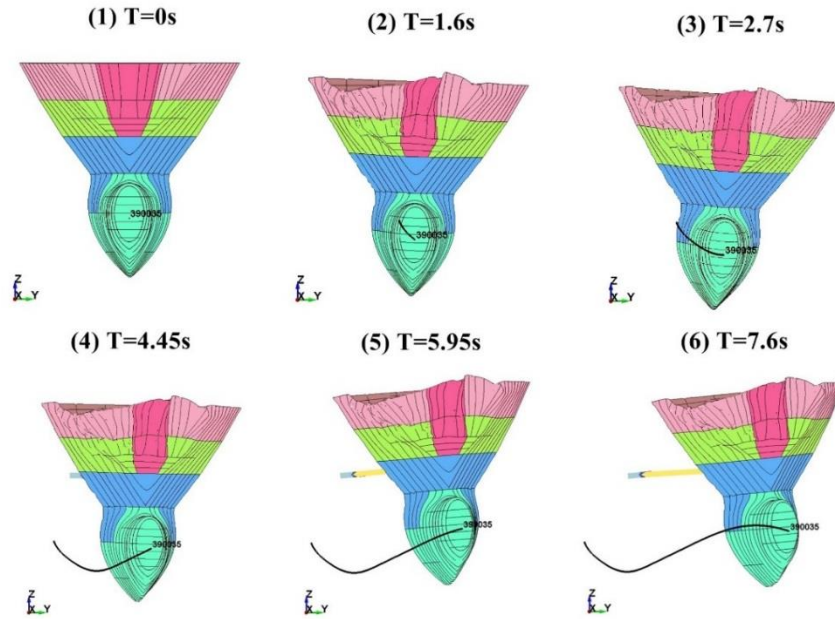 (1) T=0s
(2) T=1.6s
(3) T=2.7s
390035
390035
390035
Z
X Y
Z
X Y
Z
X Y
(4) T=4.45s
(5) T=5.95s
(6) T=7.6s
390035
390035
390035
Z
X Y
Z
X Y
Z
X Y